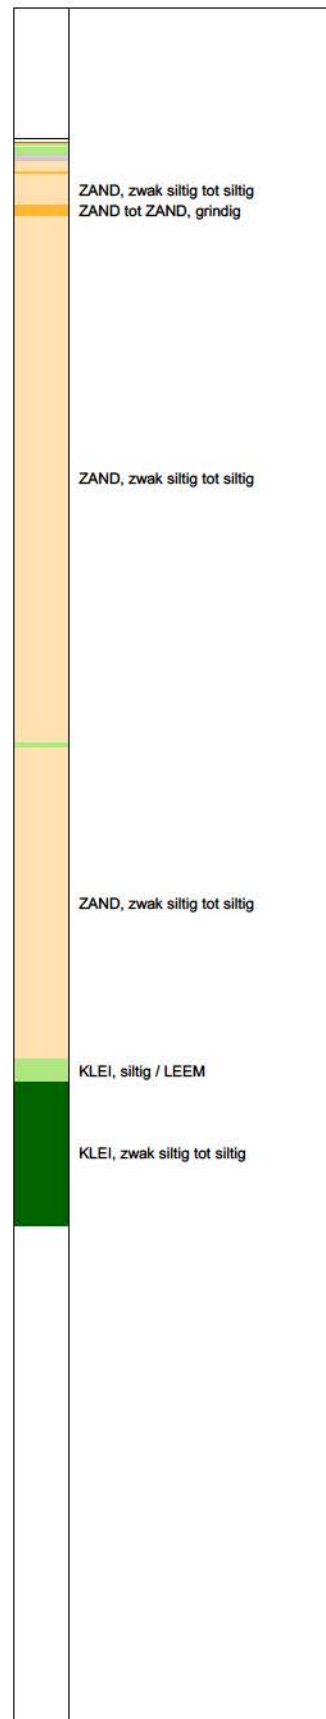 ZAND, zwak siltig tot siltig
ZAND tot ZAND, grindig
ZAND, zwak siltig tot siltig
ZAND, zwak siltig tot siltig
KLEI, siltig / LEEM
KLEI, zwak siltig tot siltig